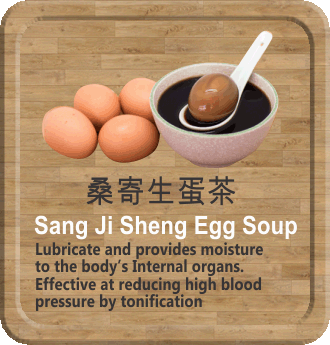 桑寄生蛋茶
Sang Ji Sheng Egg Soup
Lubricate and provides moisture
to the body's Internal organs.
Effective at reducing high blood
pressure by tonification